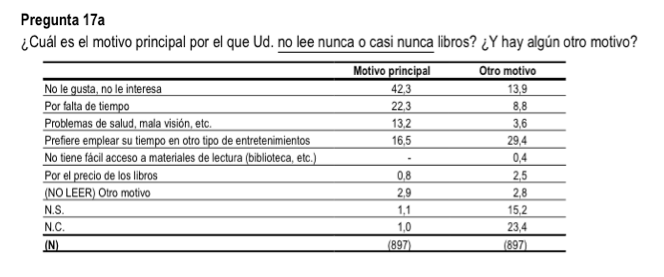 Pregunta 17a
¿Cuál es el motivo principal por el que Ud. no lee nunca o casi nunca libros? ¿Y hay algún otro motivo?
Motivo principal Otro motivo
No le gusta, no le interesa 42,3 13,9
Por falta de tiempo 22,3 8,8
Problemas de salud, mala visión, etc. 13,2 3,6
Prefiere emplear su tiempo en otro tipo de entretenimientos 16,5 29,4
No tiene fácil acceso a materiales de lectura (biblioteca, etc.) - 0,4
Por el precio de los libros 0,8 2,5
(NO LEER) Otro motivo 2,9 2,8
N.S. 1,1 15,2
N.C. 1,0 23,4
(N) (897) (897)